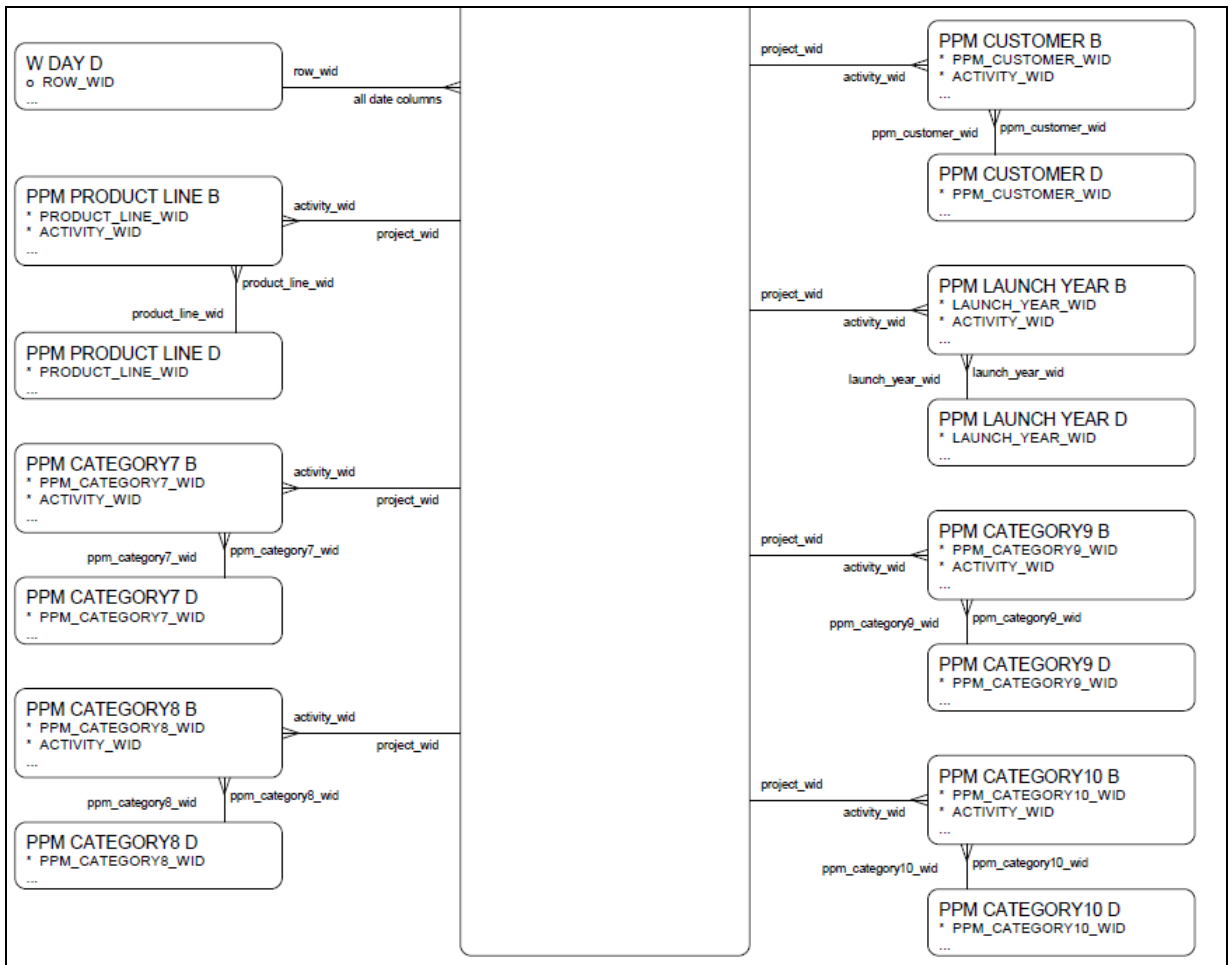 W DAY D
o ROW_WID
...
row_wid
all date columns
PPM PRODUCT LINE B
* PRODUCT_LINE_WID
* ACTIVITY_WID
...
activity_wid
project_wid
product_line_wid
product_line_wid
PPM PRODUCT LINE D
* PRODUCT_LINE_WID
...
PPM CATEGORY7 B
* PPM_CATEGORY7_WID
* ACTIVITY_WID
...
activity_wid
project_wid
ppm_category7_wid
ppm_category7_wid
PPM CATEGORY7 D
* PPM_CATEGORY7_WID
...
PPM CATEGORY8 B
* PPM_CATEGORY8_WID
* ACTIVITY_WID
...
activity_wid
project_wid
ppm_category8_wid
ppm_category8_wid
PPM CATEGORY8 D
* PPM_CATEGORY8_WID
...
project_wid
activity_wid
PPM CUSTOMER B
* PPM_CUSTOMER_WID
* ACTIVITY_WID
...
ppm_customer_wid
ppm_customer_wid
PPM CUSTOMER D
* PPM_CUSTOMER_WID
...
project_wid
activity_wid
PPM LAUNCH YEAR B
* LAUNCH_YEAR_WID
* ACTIVITY_WID
...
launch_year_wid
launch_year_wid
PPM LAUNCH YEAR D
* LAUNCH_YEAR_WID
...
project_wid
activity_wid
PPM CATEGORY9 B
* PPM_CATEGORY9_WID
* ACTIVITY_WID
...
ppm_category9_wid
ppm_category9_wid
PPM CATEGORY9 D
* PPM_CATEGORY9_WID
...
project_wid
activity_wid
PPM CATEGORY10 B
* PPM_CATEGORY10_WID
* ACTIVITY_WID
...
ppm_category10_wid
ppm_category10_wid
PPM CATEGORY10 D
* PPM_CATEGORY10_WID
...